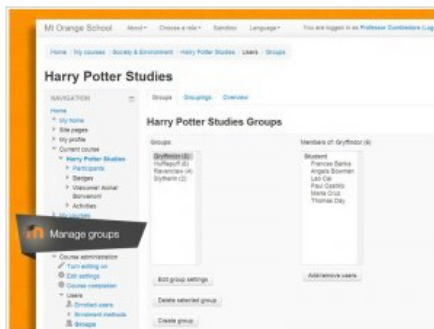 Mt Orange School About Choose a role Sandbox Language You are logged in as Professor Dumbledore (Log
Home My courses Society & Environment Harry Potter Studies Users Groups
Harry Potter Studies
NAVIGATION
Home
My home
Site pages
My profile
Current course
Harry Potter Studies
Participants
Badges
Welcome!
Activities
My courses
Manage groups
Course administration
Turn editing on
Edit settings
Course completion
Users
Enrolled users
Enrolment methods
Groups
Groups Groupings Overview
Harry Potter Studies Groups
Groups:
Gryffindor (6)
Hufflepuff (6)
Ravenclaw (4)
Slytherin (2)
Edit group settings
Delete selected group
Create group
Members of: Gryffindor (6)
Student
Frances Banks
Angela Bowman
Leo Cai
Paul Castillo
Maria Cruz
Thomas Day
Add/remove users